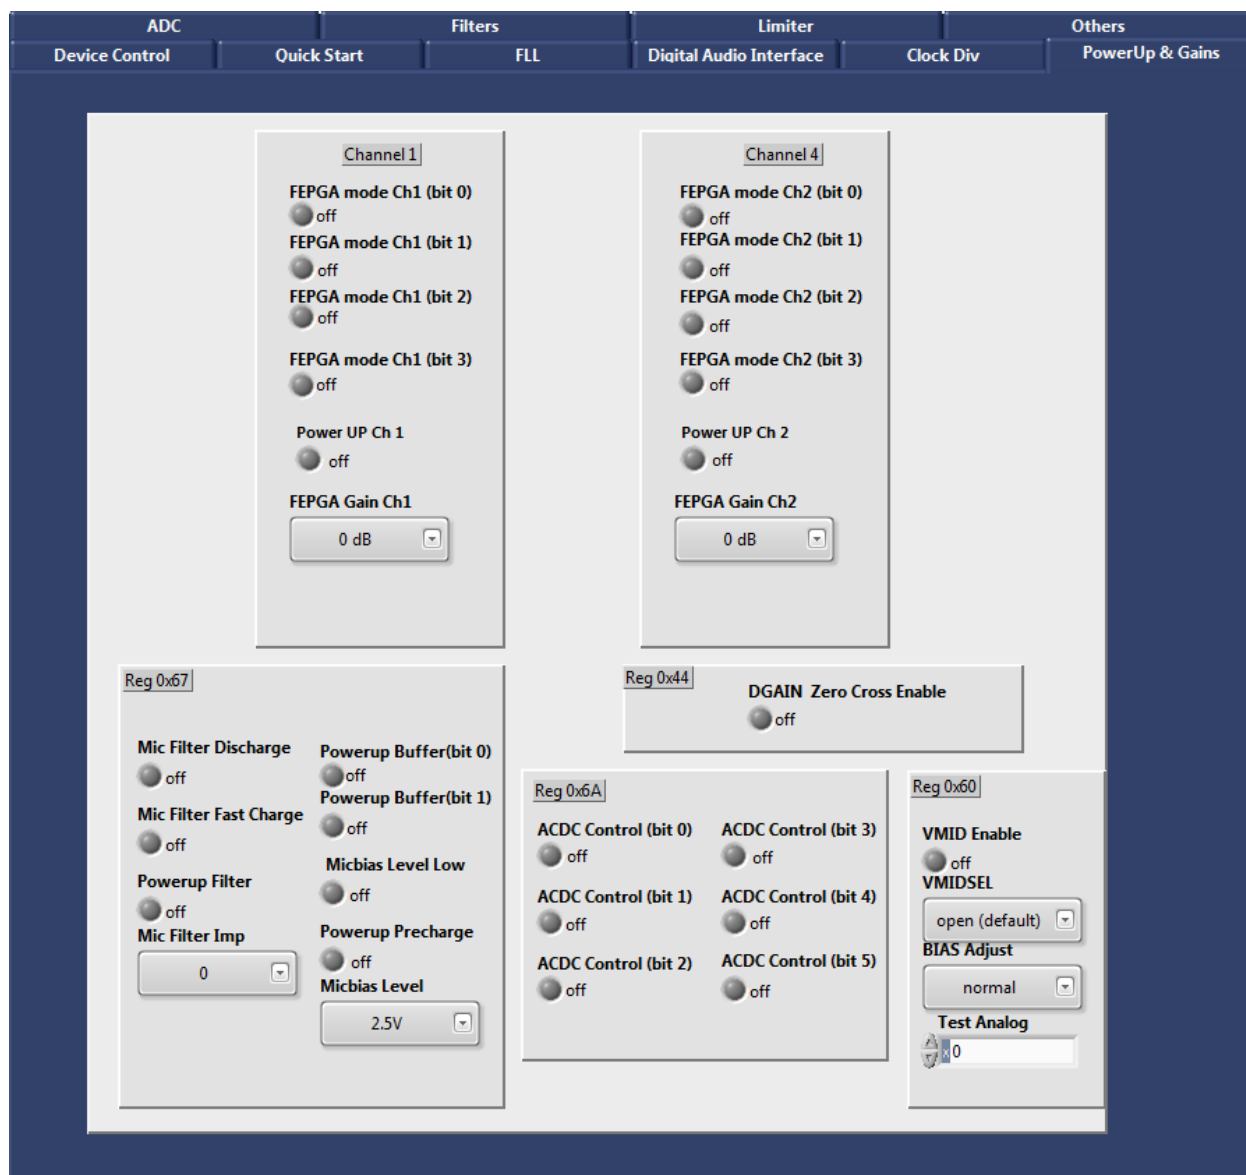 ADC Filters Limiter Others
Device Control Quick Start FLL Digital Audio Interface Clock Div PowerUp & Gains
Channel 1
FEPGA mode Ch1 (bit 0)
off
FEPGA mode Ch1 (bit 1)
off
FEPGA mode Ch1 (bit 2)
off
FEPGA mode Ch1 (bit 3)
off
Power UP Ch 1
off
FEPGA Gain Ch1
0 dB
Channel 4
FEPGA mode Ch2 (bit 0)
off
FEPGA mode Ch2 (bit 1)
off
FEPGA mode Ch2 (bit 2)
off
FEPGA mode Ch2 (bit 3)
off
Power UP Ch 2
off
FEPGA Gain Ch2
0 dB
Reg 0x67
Mic Filter Discharge
off
Mic Filter Fast Charge
off
Powerup Filter
off
Mic Filter Imp
0
Powerup Buffer(bit 0)
off
Powerup Buffer(bit 1)
off
Micbias Level Low
off
Powerup Precharge
off
Micbias Level
2.5V
Reg 0x44
DGAIN Zero Cross Enable
off
Reg 0x6A
ACDC Control (bit 0)
off
ACDC Control (bit 1)
off
ACDC Control (bit 2)
off
ACDC Control (bit 3)
off
ACDC Control (bit 4)
off
ACDC Control (bit 5)
off
Reg 0x60
VMID Enable
off
VMIDSEL
open (default)
BIAS Adjust
normal
Test Analog
x0